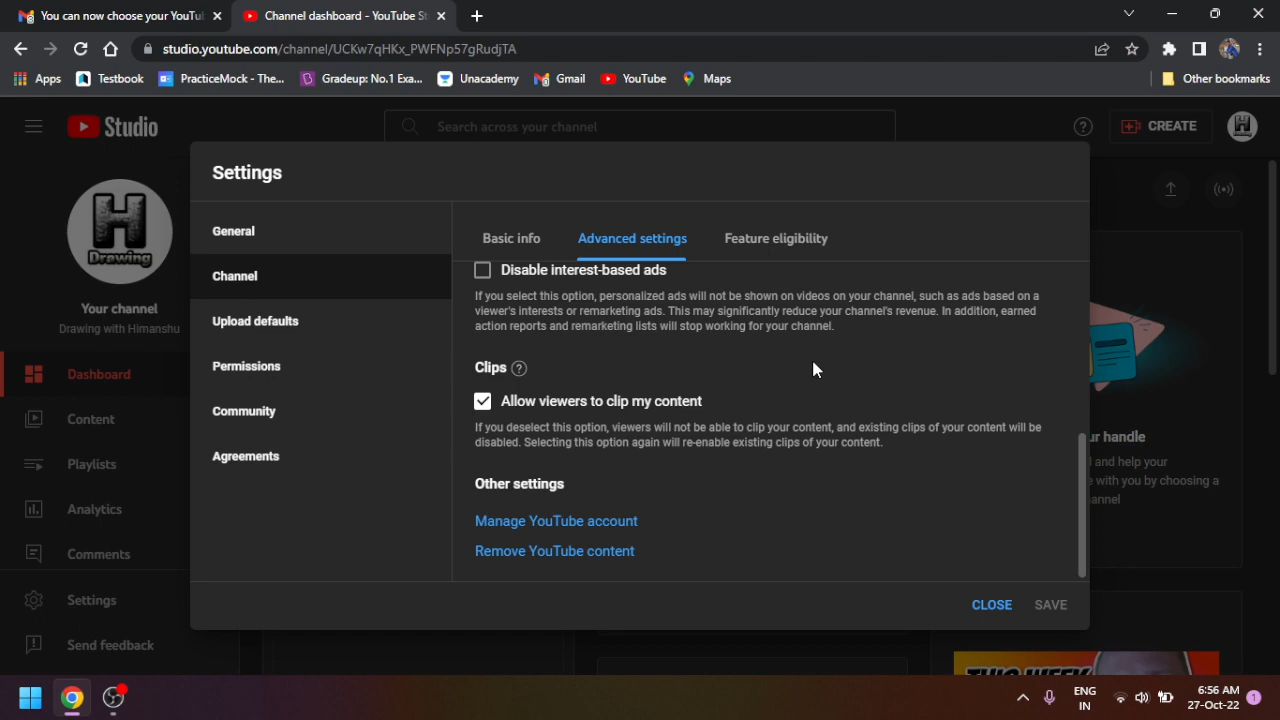 You can now choose your YouTu
Channel dashboard - YouTube St
studio.youtube.com/channel/UCKw7qHKx_PWFNp57gRudjTA
Apps
Testbook
PracticeMock - The...
Gradeup: No.1 Exa...
Unacademy
Gmail
YouTube
Maps
Other bookmarks
Studio
Search across your channel
CREATE
H
Settings
H
Drawing
Your channel
Drawing with Himanshu
Dashboard
Content
Playlists
Analytics
Comments
Settings
Send feedback
General
Channel
Upload defaults
Permissions
Community
Agreements
Basic info
Advanced settings
Feature eligibility
Disable interest-based ads
If you select this option, personalized ads will not be shown on videos on your channel, such as ads based on a
viewer's interests or remarketing ads. This may significantly reduce your channel's revenue. In addition, earned
action reports and remarketing lists will stop working for your channel.
Clips
Allow viewers to clip my content
If you deselect this option, viewers will not be able to clip your content, and existing clips of your content will be
disabled. Selecting this option again will re-enable existing clips of your content.
Other settings
Manage YouTube account
Remove YouTube content
CLOSE
SAVE
ur handle
l and help your
e with you by choosing a
annel
THIS WEEK
ENG
IN
6:56 AM
27-Oct-22
1